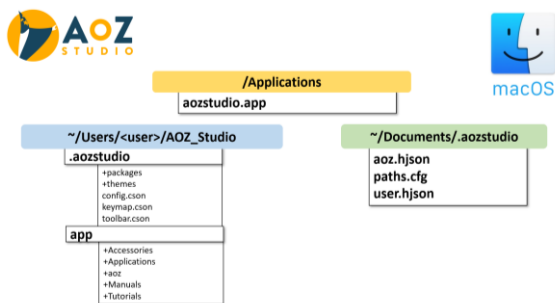 AOZ
STUDIO
macOS
/Applications
aozstudio.app
~/Users/<user>/AOZ_Studio
.aozstudio
+packages
+themes
config.cson
keymap.cson
toolbar.cson
app
+Accessories
+Applications
+aoz
+Manuals
+Tutorials
~/Documents/.aozstudio
aoz.hjson
paths.cfg
user.hjson